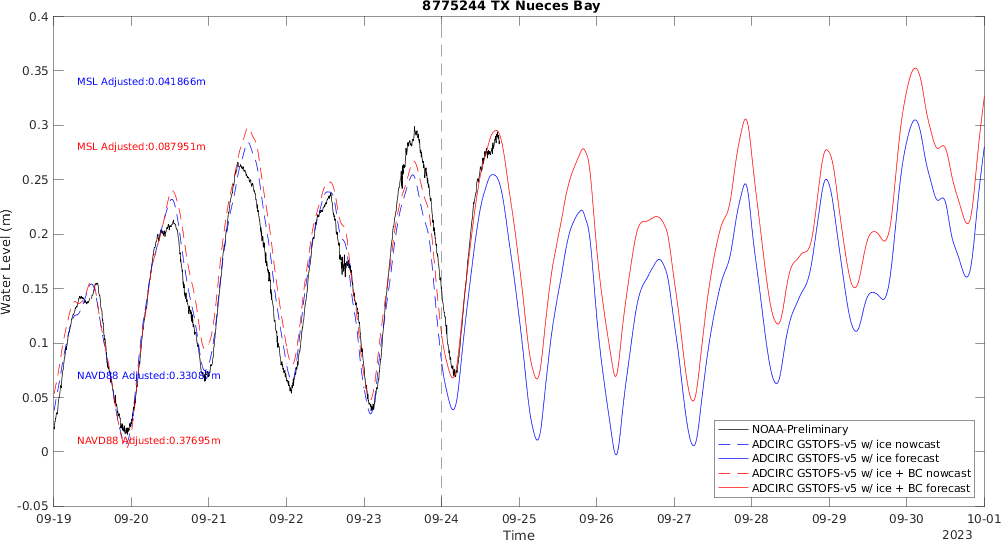 8775244 TX Nueces Bay
0.4
0.35
0.3
0.25
0.2
0.15
0.1
0.05
0
-0.05
Water Level (m)
MSL Adjusted:0.041866m
MSL Adjusted:0.087951m
NAVD88 Adjusted:0.3308
NAVD88 Adjusted:0.37695m
NOAA-Preliminary
ADCIRC GSTOFS-v5 w/ ice nowcast
ADCIRC GSTOFS-v5 w/ ice forecast
ADCIRC GSTOFS-v5 w/ ice + BC nowcast
ADCIRC GSTOFS-v5 w/ ice + BC forecast
09-19 09-20 09-21 09-22 09-23 09-24 09-25 09-26 09-27 09-28 09-29 09-30 10-01
Time
2023